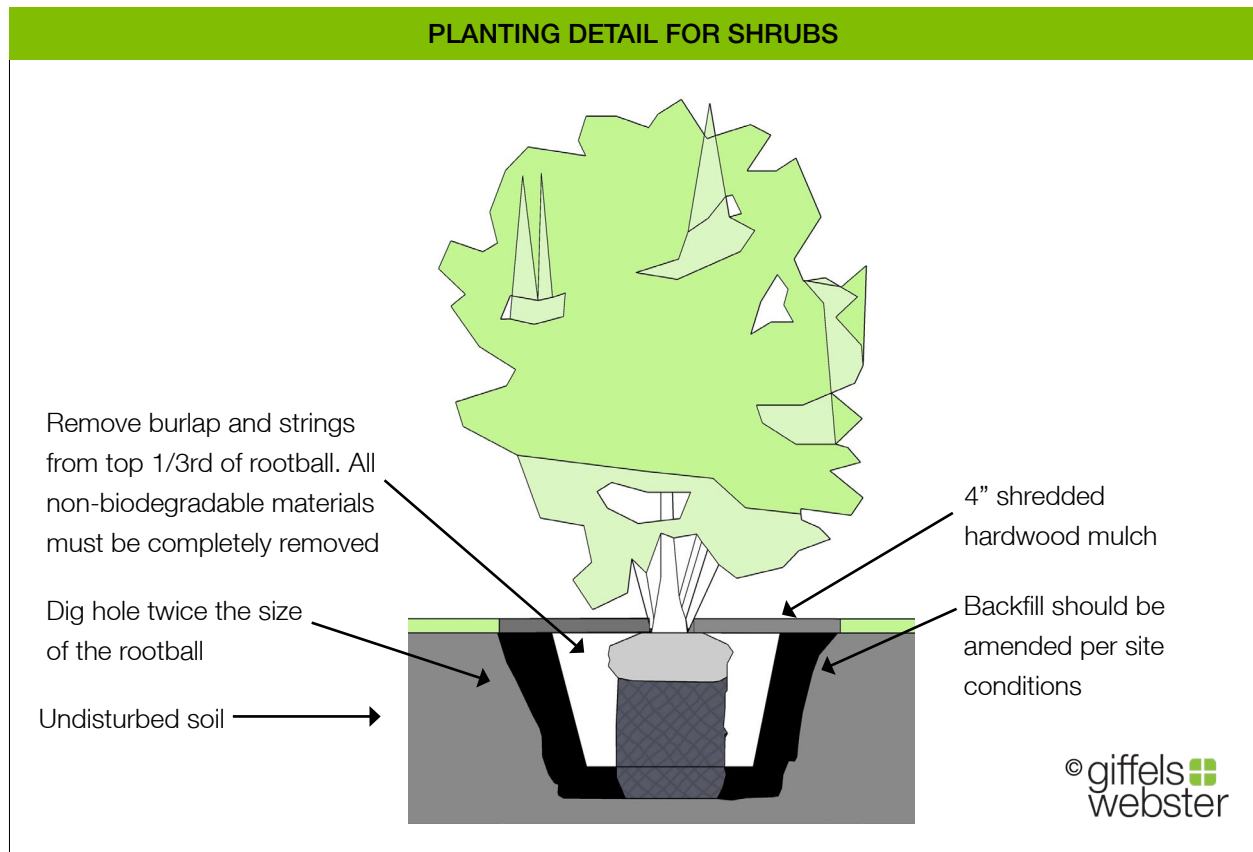 PLANTING DETAIL FOR SHRUBS
Remove burlap and strings
from top 1/3rd of rootball. All
non-biodegradable materials
must be completely removed
Dig hole twice the size
of the rootball
Undisturbed soil
4” shredded
hardwood mulch
Backfill should be
amended per site
conditions
© giffels
webster